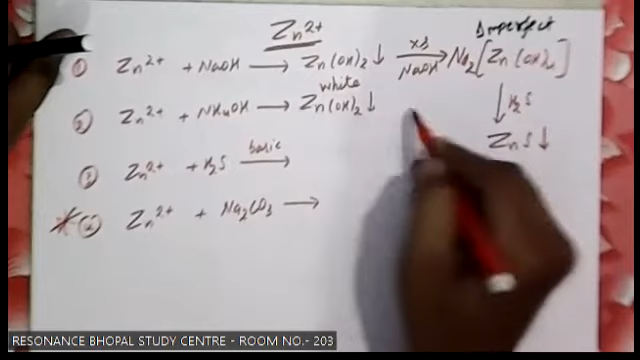 Zn²⁺
Imperfect
① Zn²⁺ + NaOH ⟶ Zn(OH)₂↓ xs NaOH ⟶ Na₂[Zn(OH)₄]
white
② Zn²⁺ + NH₄OH ⟶ Zn(OH)₂↓
↓ H₂S
ZnS↓
③ Zn²⁺ + H₂S basic ⟶
* ④ Zn²⁺ + Na₂CO₃ ⟶
RESONANCE BHOPAL STUDY CENTRE - ROOM NO.- 203